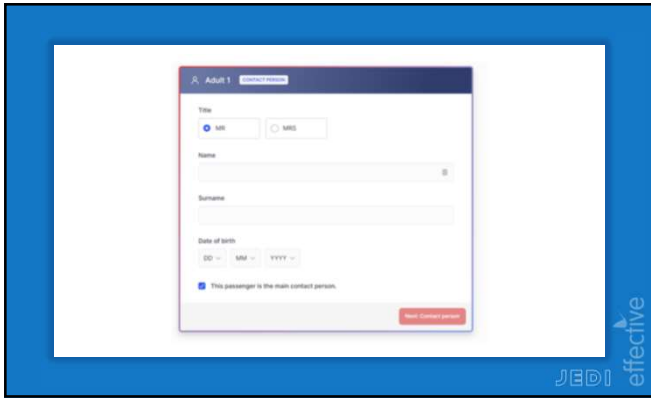 Adult 1 CONTACT PERSON
Title
MR MRS
Name
Surname
Date of birth
DD MM YYYY
This passenger is the main contact person.
Next: Contact person
JEDI
effective